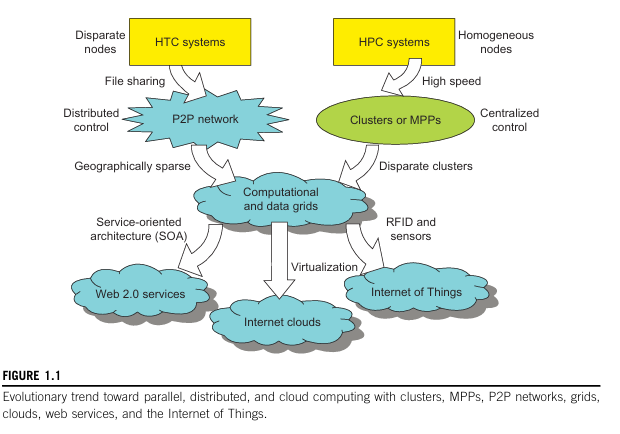 Disparate
nodes
HTC systems
HPC systems
Homogeneous
nodes
File sharing
High speed
Distributed
control
P2P network
Clusters or MPPs
Centralized
control
Geographically sparse
Disparate clusters
Computational
and data grids
Service-oriented
architecture (SOA)
RFID and
sensors
Virtualization
Web 2.0 services
Internet of Things
Internet clouds
FIGURE 1.1
Evolutionary trend toward parallel, distributed, and cloud computing with clusters, MPPs, P2P networks, grids,
clouds, web services, and the Internet of Things.